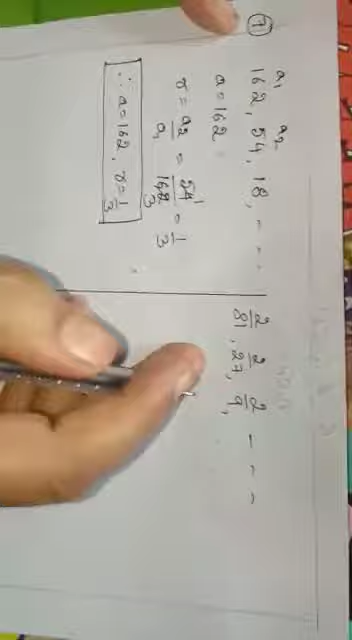 7
a₁ a₂
162, 54, 18, - - -
a = 162
r = a₂/a₁ = 54/162 = 1/3
∴ a = 162, r = 1/3
2/81, 2/27, 2/9, - - -